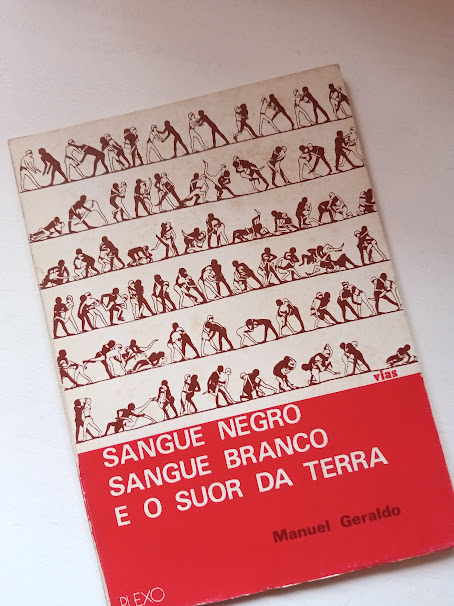 vias
SANGUE NEGRO
SANGUE BRANCO
E O SUOR DA TERRA
Manuel Geraldo
PLEXO